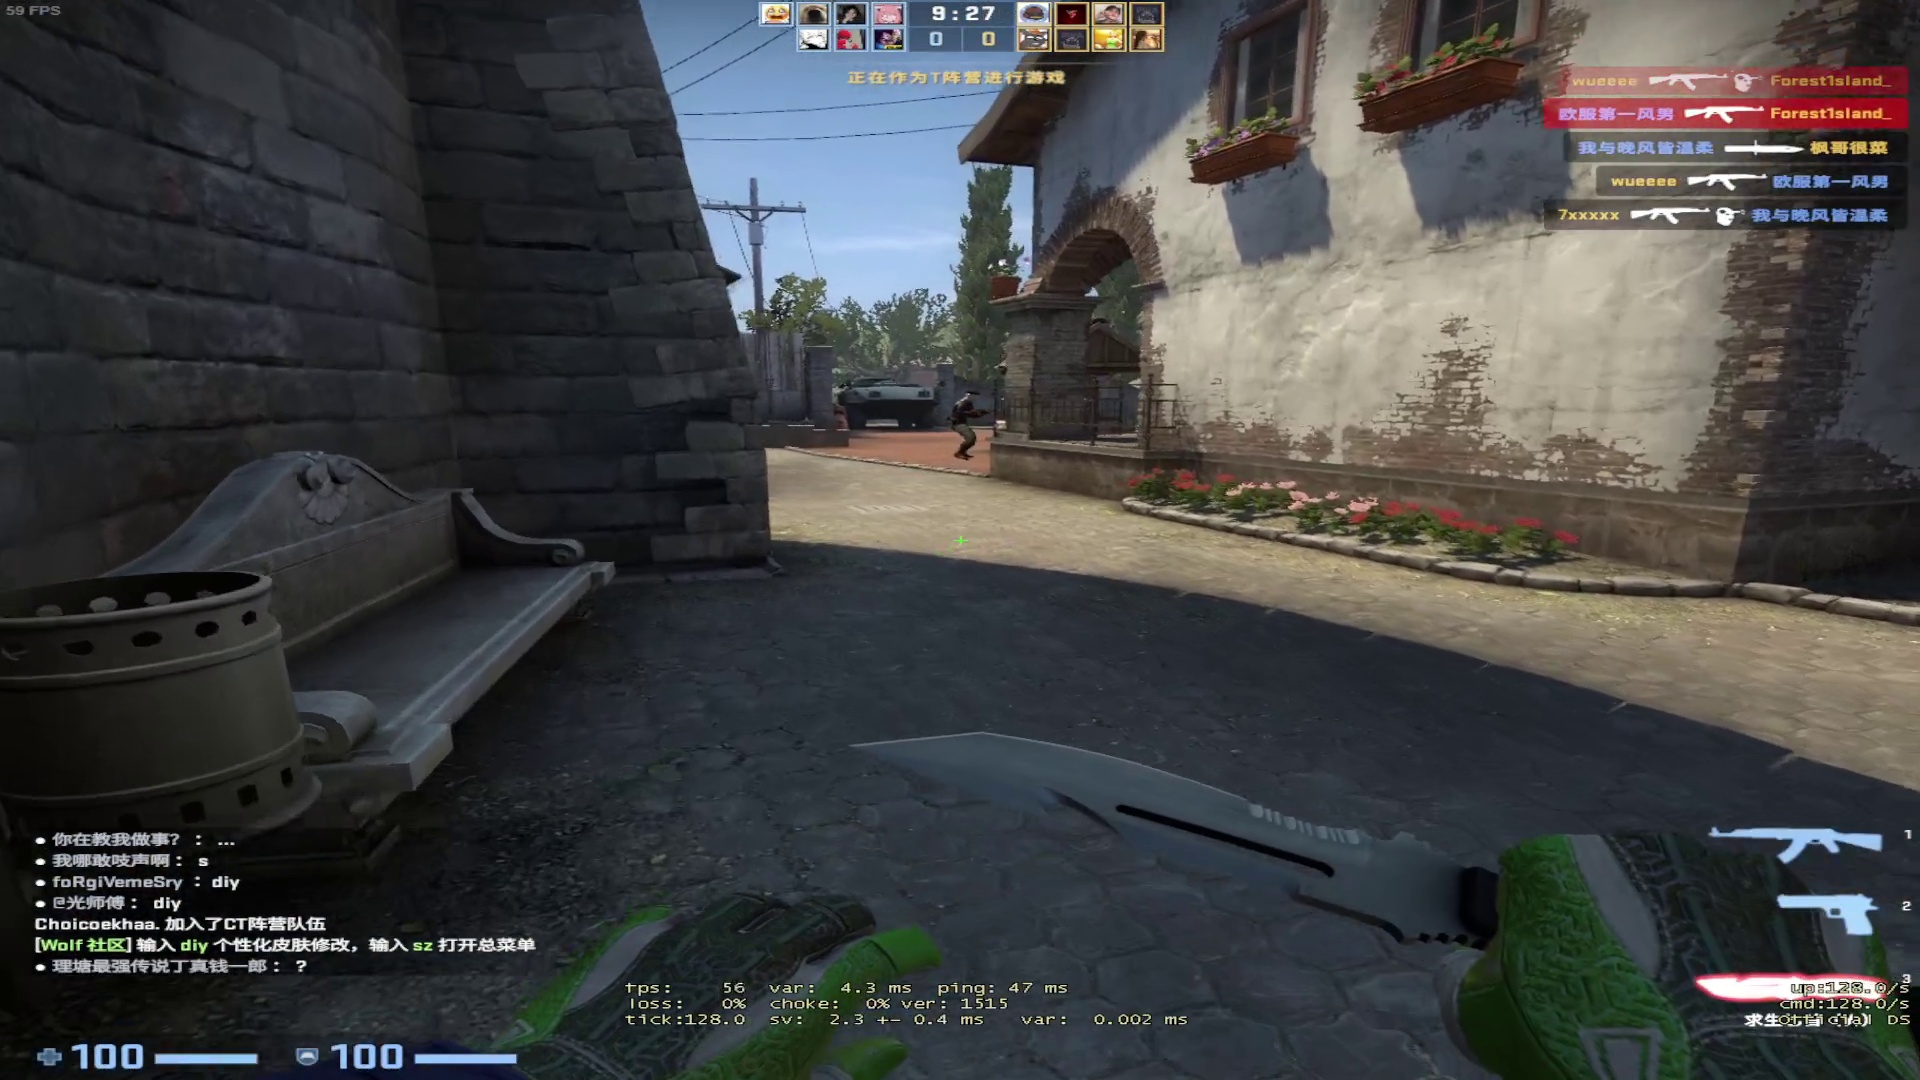 59 FPS
9:27
0 0
正在作为T阵营进行游戏
wueeee Forest1sland_
欧服第一风男 Forest1sland_
我与晚风皆温柔 枫哥很菜
wueeee 欧服第一风男
7xxxxx 我与晚风皆温柔
1
2
3
你在教我做事? : ...
我哪敢吱声啊: s
foRgiVemeSry : diy
@光师傅: diy
Choicoekhaa. 加入了CT阵营队伍
[Wolf 社区] 输入 diy 个性化皮肤修改, 输入 sz 打开总菜单
理塘最强传说丁真钱一郎: ?
fps: 56 var: 4.3 ms ping: 47 ms
loss: 0% choke: 0% ver: 1515
tick:128.0 sv: 2.3 +- 0.4 ms var: 0.002 ms
up:128.0/s
cmd:128.0/s
DS
100 100